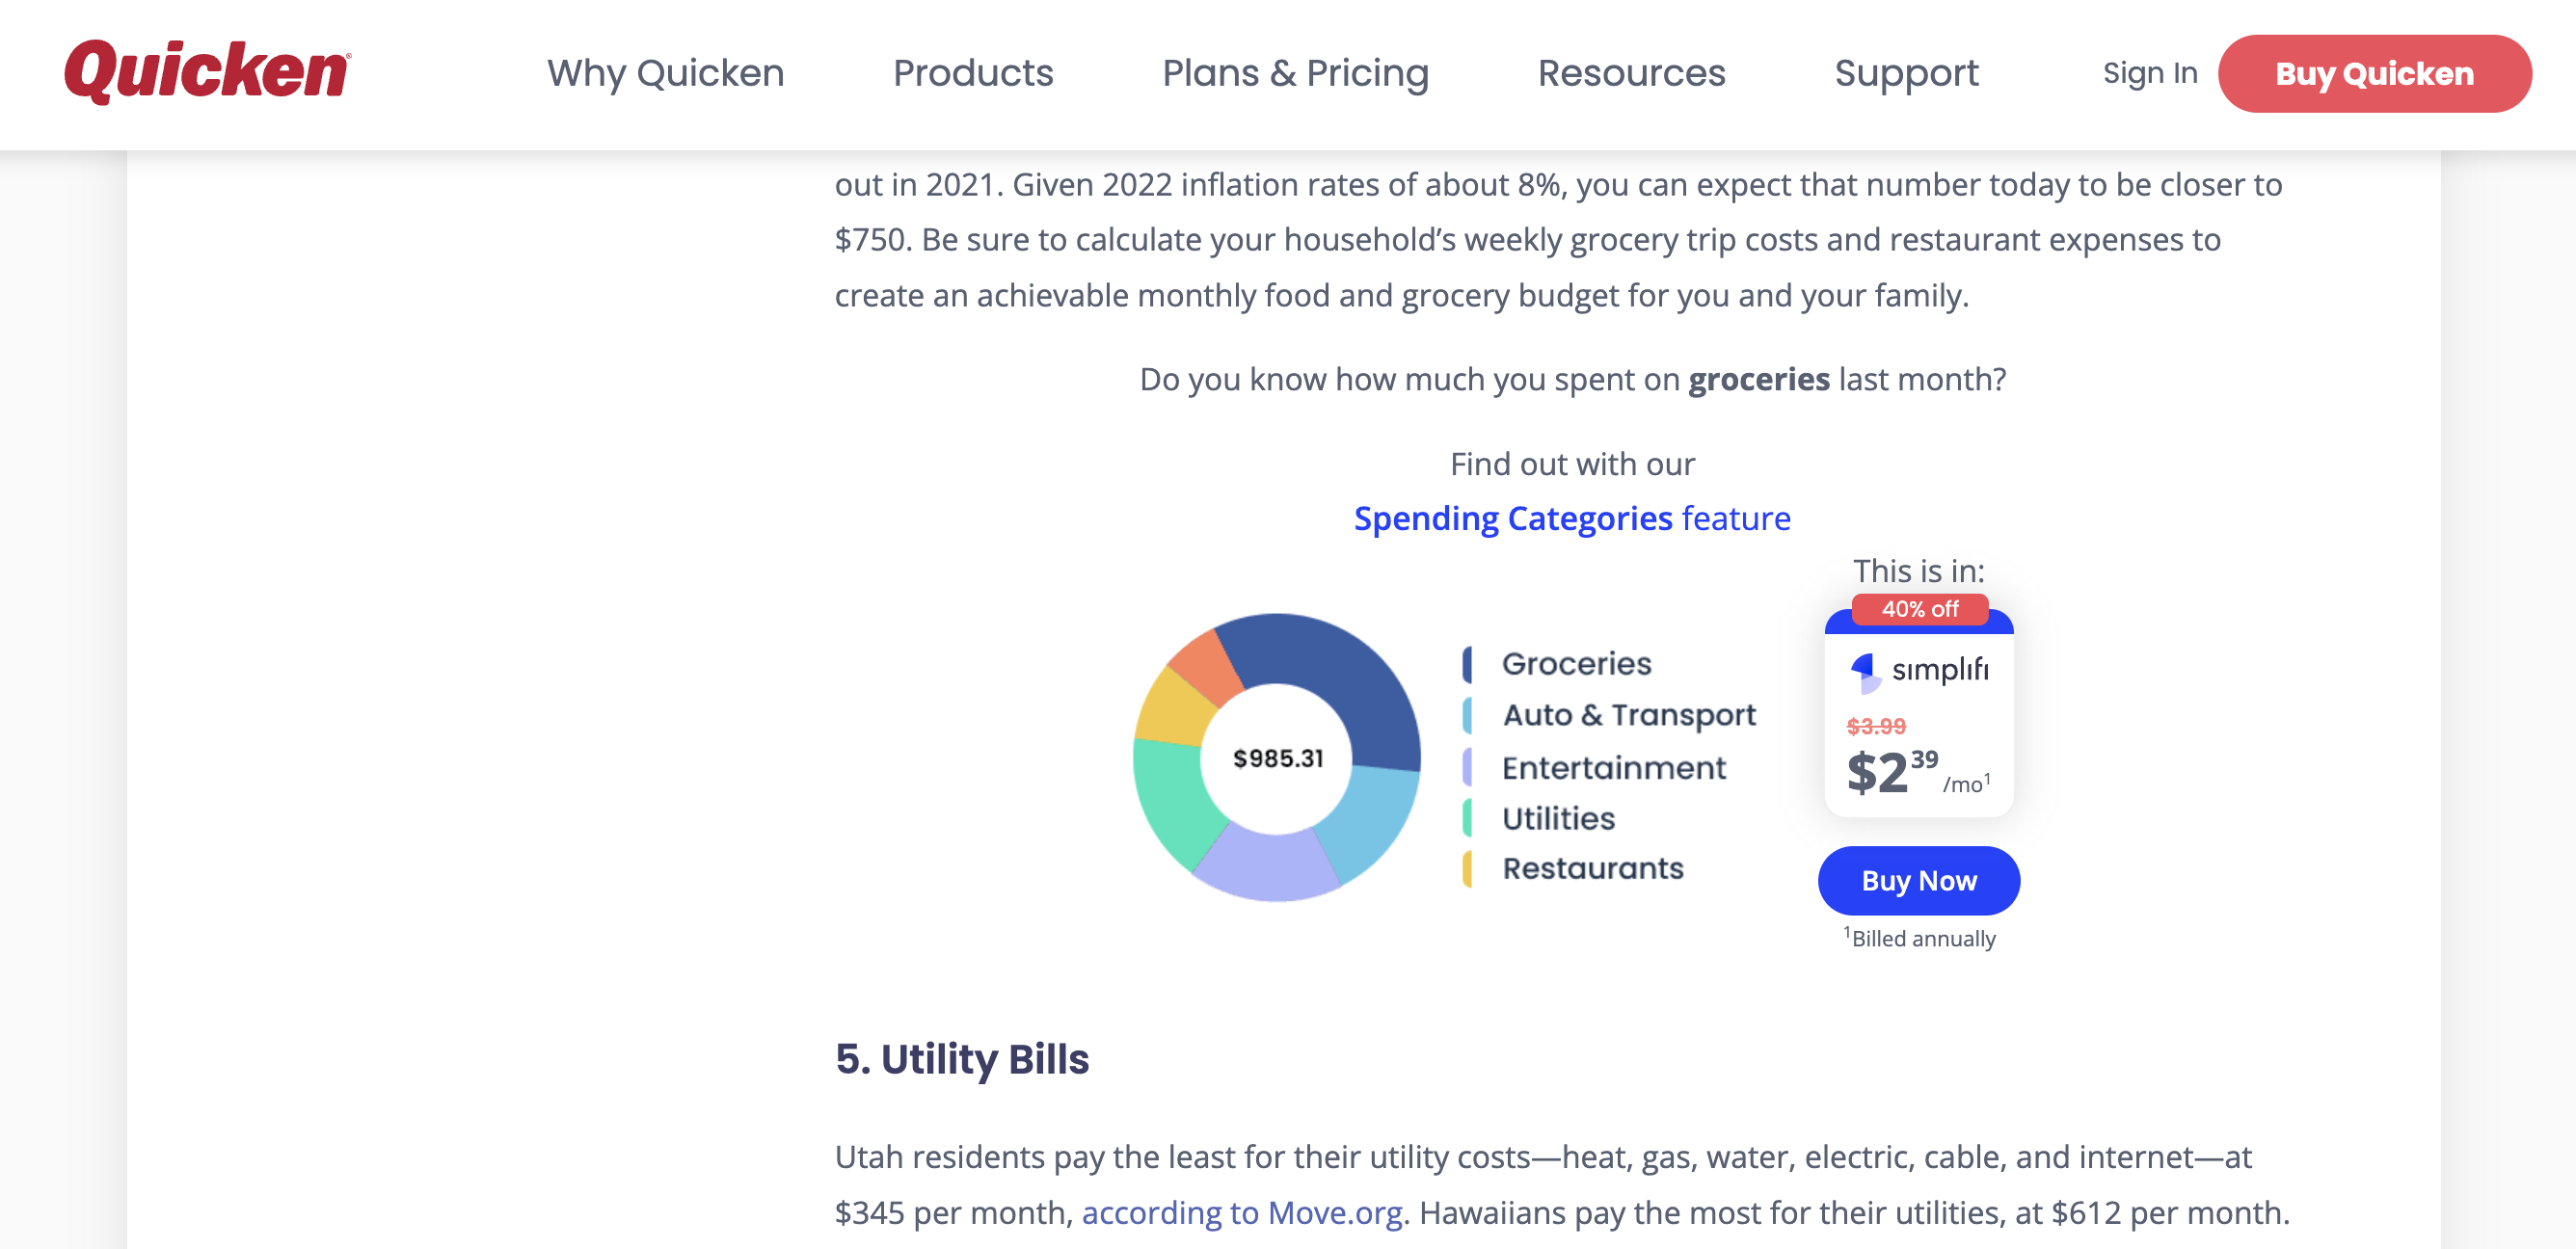 Quicken®
Why Quicken
Products
Plans & Pricing
Resources
Support
Sign In
Buy Quicken
out in 2021. Given 2022 inflation rates of about 8%, you can expect that number today to be closer to
$750. Be sure to calculate your household’s weekly grocery trip costs and restaurant expenses to
create an achievable monthly food and grocery budget for you and your family.
Do you know how much you spent on groceries last month?
Find out with our
Spending Categories feature
$985.31
Groceries
Auto & Transport
Entertainment
Utilities
Restaurants
This is in:
40% off
simplifi
$3.99
$2 39 /mo1
Buy Now
1Billed annually
5. Utility Bills
Utah residents pay the least for their utility costs—heat, gas, water, electric, cable, and internet—at
$345 per month, according to Move.org. Hawaiians pay the most for their utilities, at $612 per month.